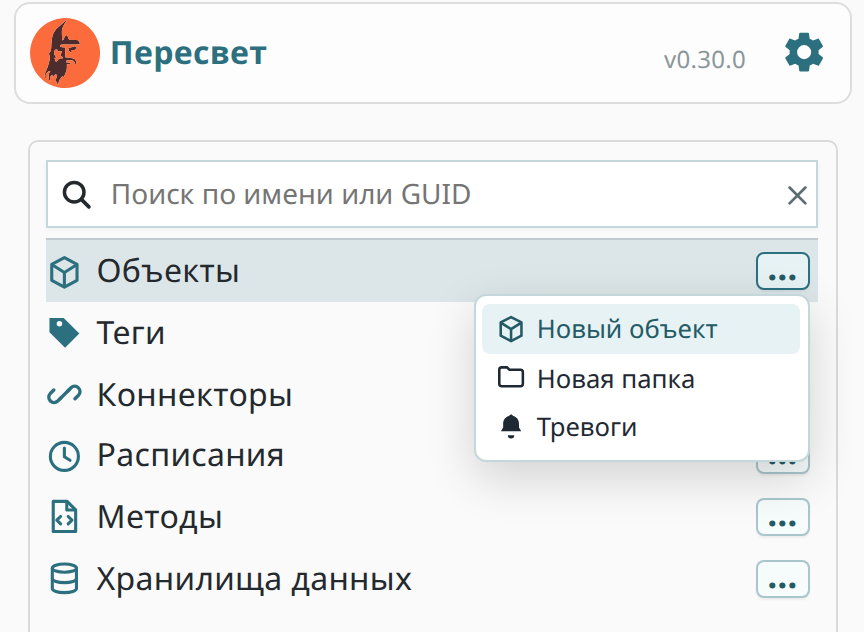 Пересвет
v0.30.0
Поиск по имени или GUID
Объекты
...
Новый объект
Теги
Новая папка
Коннекторы
Тревоги
Расписания
...
Методы
...
Хранилища данных
...